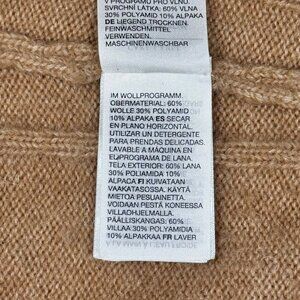 V PROGRAMU PRO VLNU.
SVRCHNÍ LÁTKA: 60% VLNA
30% POLYAMID 10% ALPAKA
DE LIEGEND TROCKNEN.
FEINWASCHMITTEL
VERWENDEN.
MASCHINENWASCHBAR
IM WOLLPROGRAMM.
OBERMATERIAL: 60%
WOLLE 30% POLYAMID
10% ALPAKA ES SECAR
EN PLANO HORIZONTAL.
UTILIZAR UN DETERGENTE
PARA PRENDAS DELICADAS.
LAVABLE A MÁQUINA EN
PROGRAMA DE LANA.
TELA EXTERIOR: 60% LANA
30% POLIAMIDA 10%
ALPACA FI KUIVATAAN
VAAKATASOSSA. KÄYTÄ
MIETOA PESUAINETTA.
VOIDAAN PESTÄ KONEESSA
VILLAOHJELMALLA.
PÄÄLLISKANGAS: 60%
VILLAA 30% POLYAMIDIA
10% ALPAKKAA FR LAVER